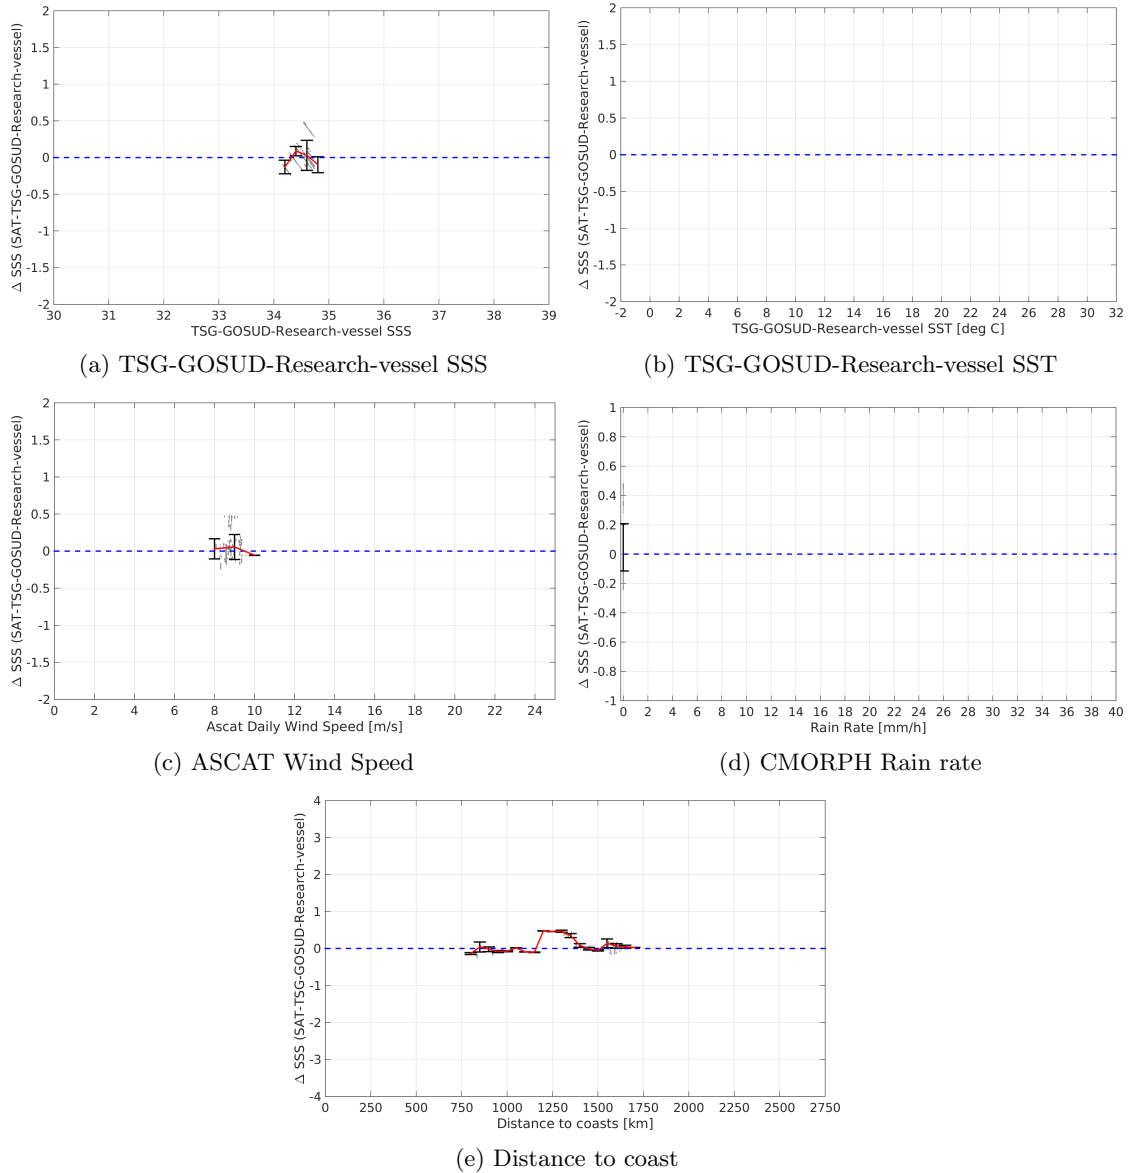 2
1.5
1
0.5
0
-0.5
-1
-1.5
-2
Δ SSS (SAT-TSG-GOSUD-Research-vessel)
30 31 32 33 34 35 36 37 38 39
TSG-GOSUD-Research-vessel SSS
(a) TSG-GOSUD-Research-vessel SSS
2
1.5
1
0.5
0
-0.5
-1
-1.5
-2
Δ SSS (SAT-TSG-GOSUD-Research-vessel)
-2 0 2 4 6 8 10 12 14 16 18 20 22 24 26 28 30 32
TSG-GOSUD-Research-vessel SST [deg C]
(b) TSG-GOSUD-Research-vessel SST
2
1.5
1
0.5
0
-0.5
-1
-1.5
-2
Δ SSS (SAT-TSG-GOSUD-Research-vessel)
0 2 4 6 8 10 12 14 16 18 20 22 24
Ascat Daily Wind Speed [m/s]
(c) ASCAT Wind Speed
1
0.8
0.6
0.4
0.2
0
-0.2
-0.4
-0.6
-0.8
-1
Δ SSS (SAT-TSG-GOSUD-Research-vessel)
0 2 4 6 8 10 12 14 16 18 20 22 24 26 28 30 32 34 36 38 40
Rain Rate [mm/h]
(d) CMORPH Rain rate
4
3
2
1
0
-1
-2
-3
-4
Δ SSS (SAT-TSG-GOSUD-Research-vessel)
0 250 500 750 1000 1250 1500 1750 2000 2250 2500 2750
Distance to coasts [km]
(e) Distance to coast